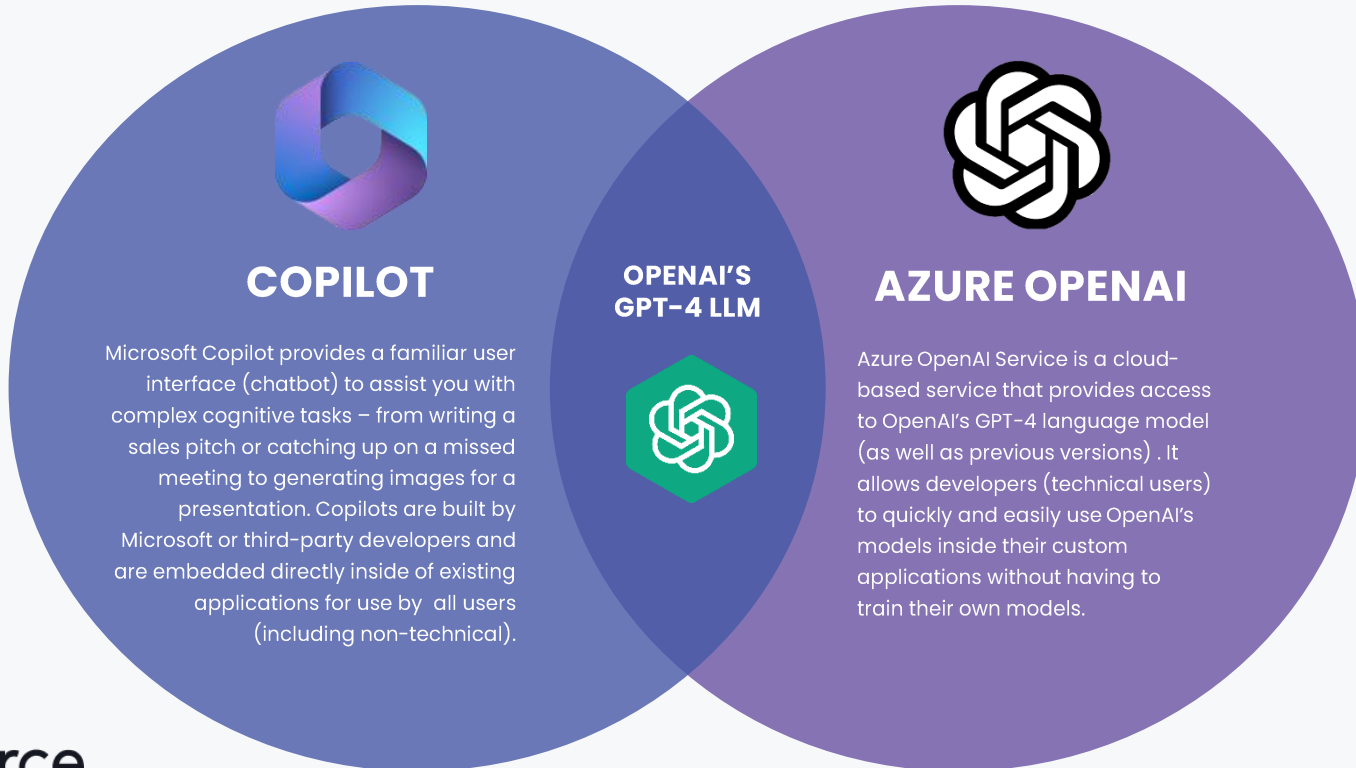 COPILOT
Microsoft Copilot provides a familiar user
interface (chatbot) to assist you with
complex cognitive tasks – from writing a
sales pitch or catching up on a missed
meeting to generating images for a
presentation. Copilots are built by
Microsoft or third-party developers and
are embedded directly inside of existing
applications for use by  all users
(including non-technical).
OPENAI’S
GPT-4 LLM
AZURE OPENAI
Azure OpenAI Service is a cloud-
based service that provides access
to OpenAI’s GPT-4 language model
(as well as previous versions) . It
allows developers (technical users)
to quickly and easily use OpenAI’s
models inside their custom
applications without having to
train their own models.